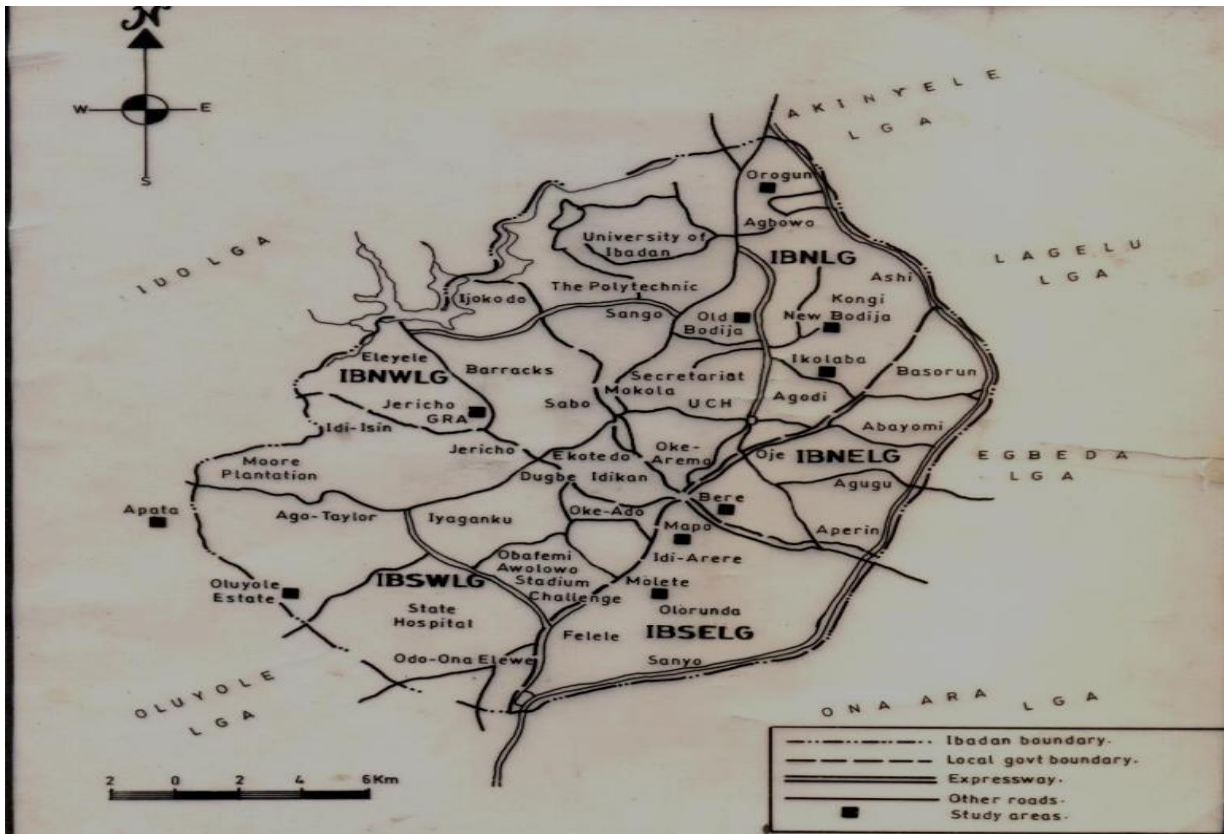 N
W E
S
AKINYELE
LGA
IDO LGA
LAGELU
LGA
EGBEDA
LGA
ONA ARA LGA
OLUYOLE
LGA
Orogun
Agbowo
University of
Ibadan
IBNLG
Ashi
The Polytechnic
Ijokodo
Sango
Old
Bodija
Kongi
New Bodija
Eleyele
IBNWLG
Barracks
Secretariat
Ikolaba
Basorun
Mokola
Jericho
GRA
Sabo
UCH
Agodi
Abayomi
Idi-Isin
Jericho
Ekotedo
Oke-
Aremo
Oje
IBNELG
Moore
Plantation
Dugbe
Idikan
Agugu
Apata
Aga-Taylor
Iyaganku
Oke-Ado
Bere
Mapo
Aperin
Idi-Arere
Obafemi
Awolowo
Stadium
Challenge
IBSWLG
Molete
Oluyole
Estate
State
Hospital
Olorunda
Felele
IBSELG
Odo-Ona Elewe
Sanyo
2 0 2 4 6Km
Ibadan boundary.
Local govt boundary.
Expressway.
Other roads.
Study areas.